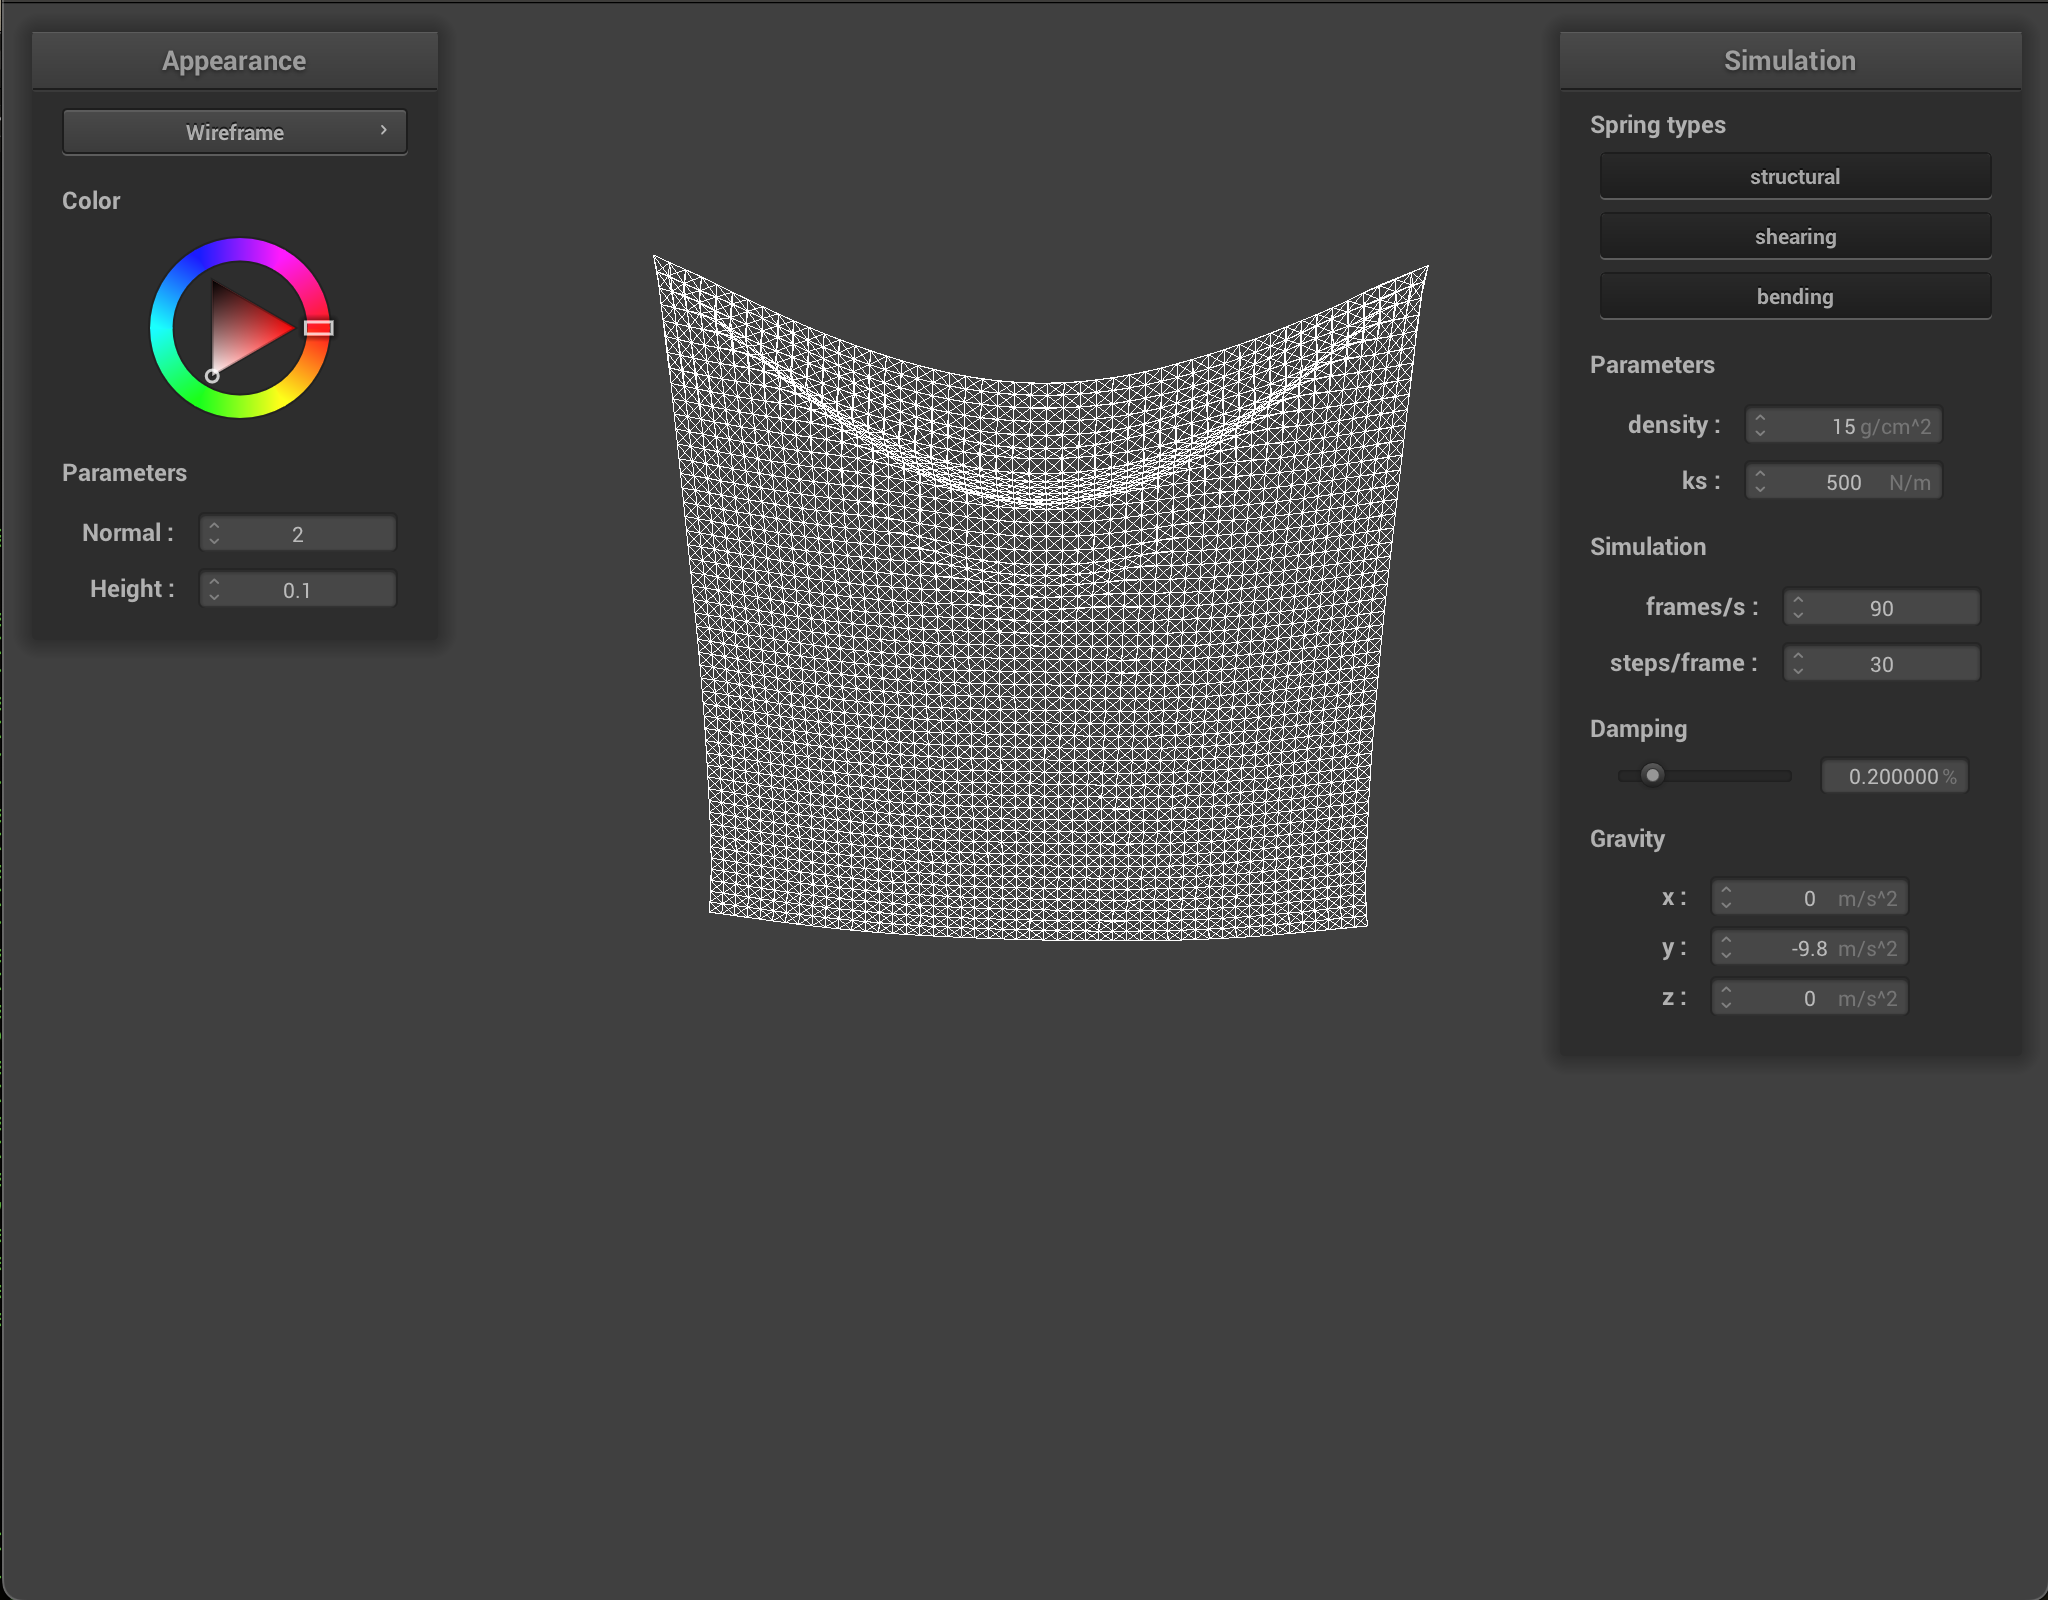 Appearance
Wireframe
Color
Parameters
Normal : 2
Height : 0.1
Simulation
Spring types
structural
shearing
bending
Parameters
density : 15 g/cm^2
ks : 500 N/m
Simulation
frames/s : 90
steps/frame : 30
Damping
0.200000 %
Gravity
x : 0 m/s^2
y : -9.8 m/s^2
z : 0 m/s^2